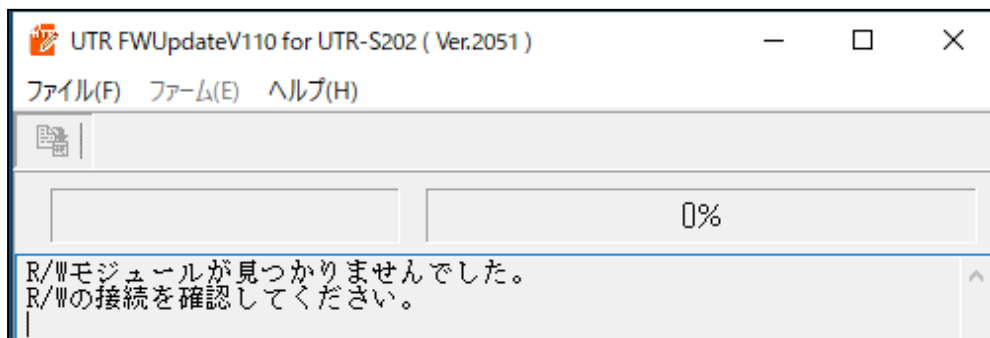 UTR FWUpdateV110 for UTR-S202 ( Ver.2051 )
ファイル(F) ファーム(E) ヘルプ(H)
0%
R/Wモジュールが見つかりませんでした。
R/Wの接続を確認してください。